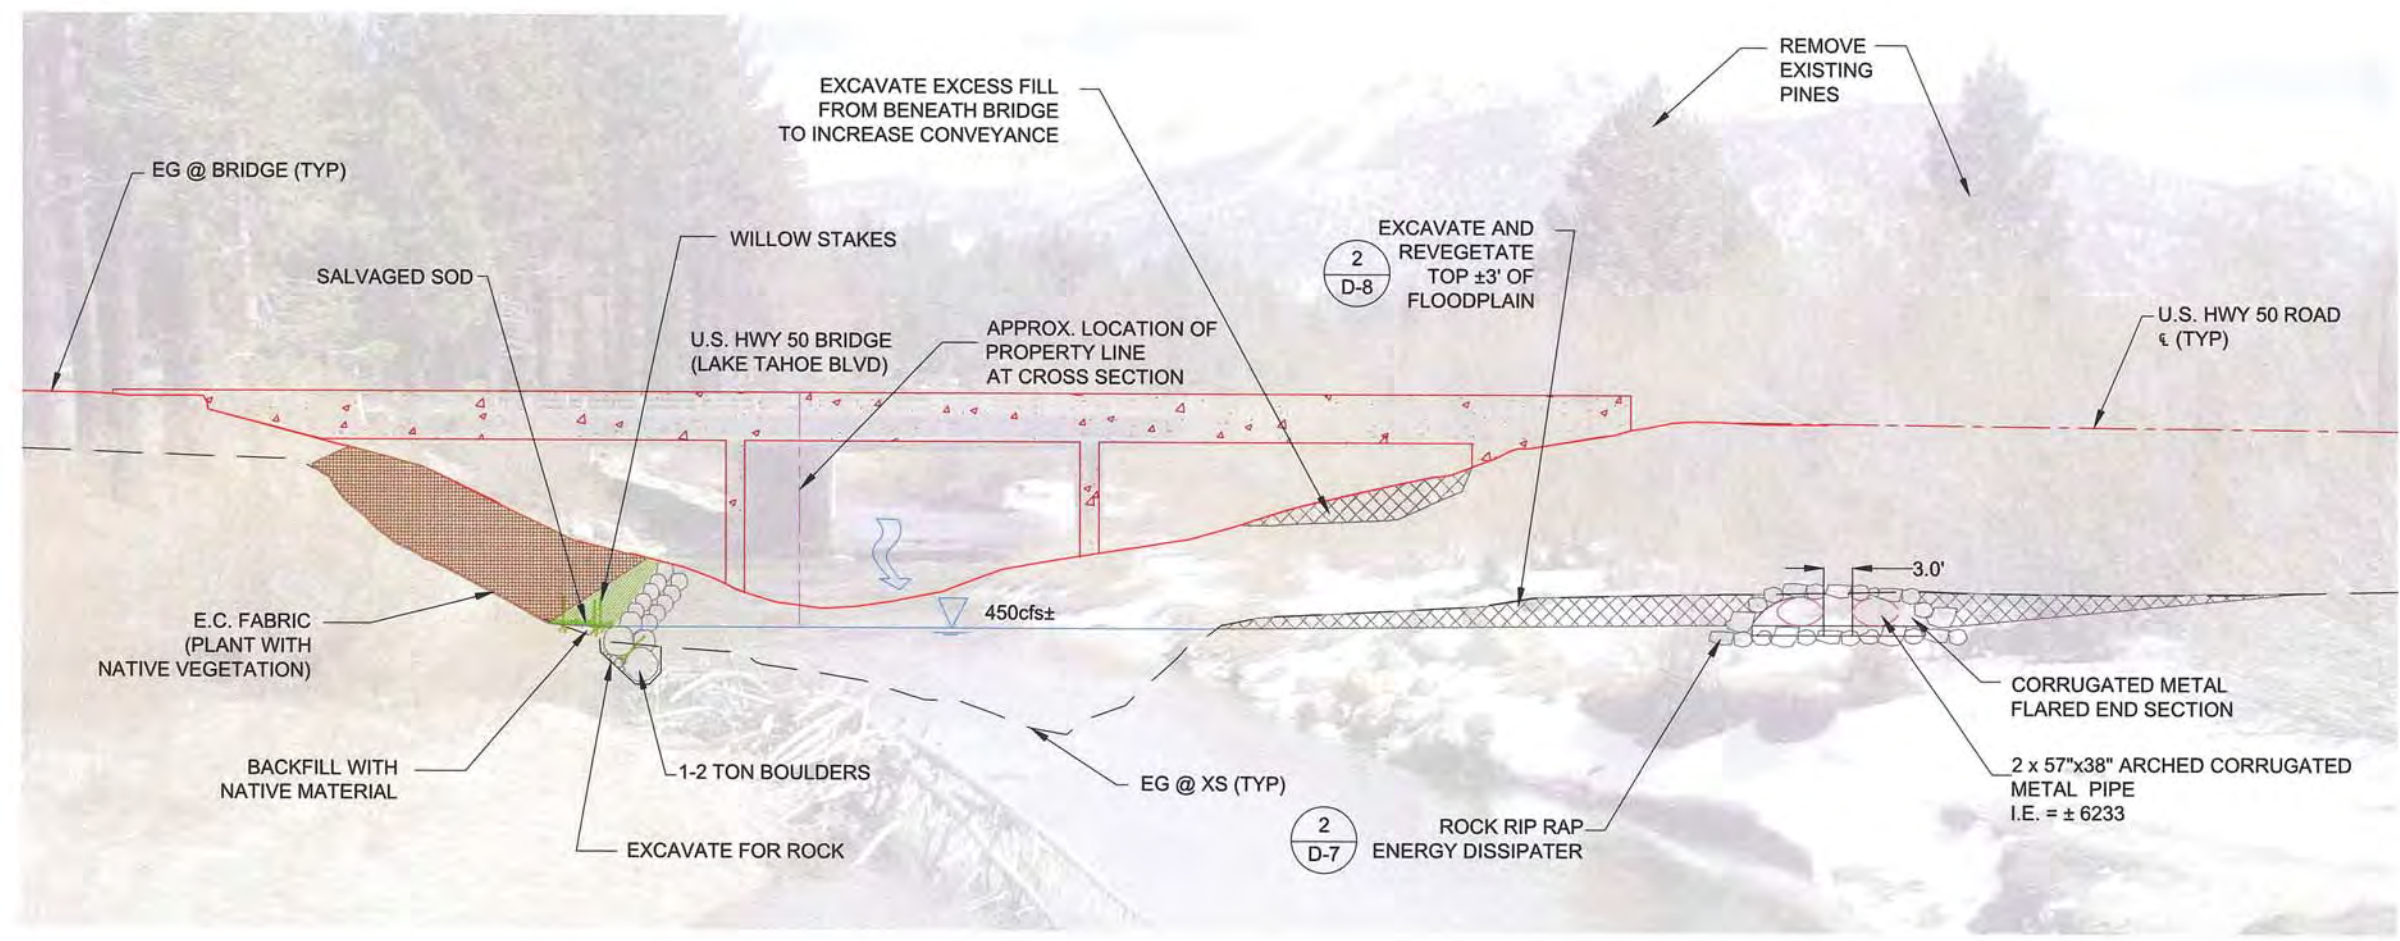 REMOVE
EXISTING
PINES
EXCAVATE EXCESS FILL
FROM BENEATH BRIDGE
TO INCREASE CONVEYANCE
EG @ BRIDGE (TYP)
WILLOW STAKES
SALVAGED SOD
EXCAVATE AND
REVEGETATE
TOP ±3' OF
FLOODPLAIN
2
D-8
U.S. HWY 50 BRIDGE
(LAKE TAHOE BLVD)
APPROX. LOCATION OF
PROPERTY LINE
AT CROSS SECTION
U.S. HWY 50 ROAD
℄ (TYP)
3.0'
450cfs±
E.C. FABRIC
(PLANT WITH
NATIVE VEGETATION)
CORRUGATED METAL
FLARED END SECTION
BACKFILL WITH
NATIVE MATERIAL
1-2 TON BOULDERS
EG @ XS (TYP)
2 x 57"x38" ARCHED CORRUGATED
METAL PIPE
I.E. = ± 6233
EXCAVATE FOR ROCK
2
D-7
ROCK RIP RAP
ENERGY DISSIPATER